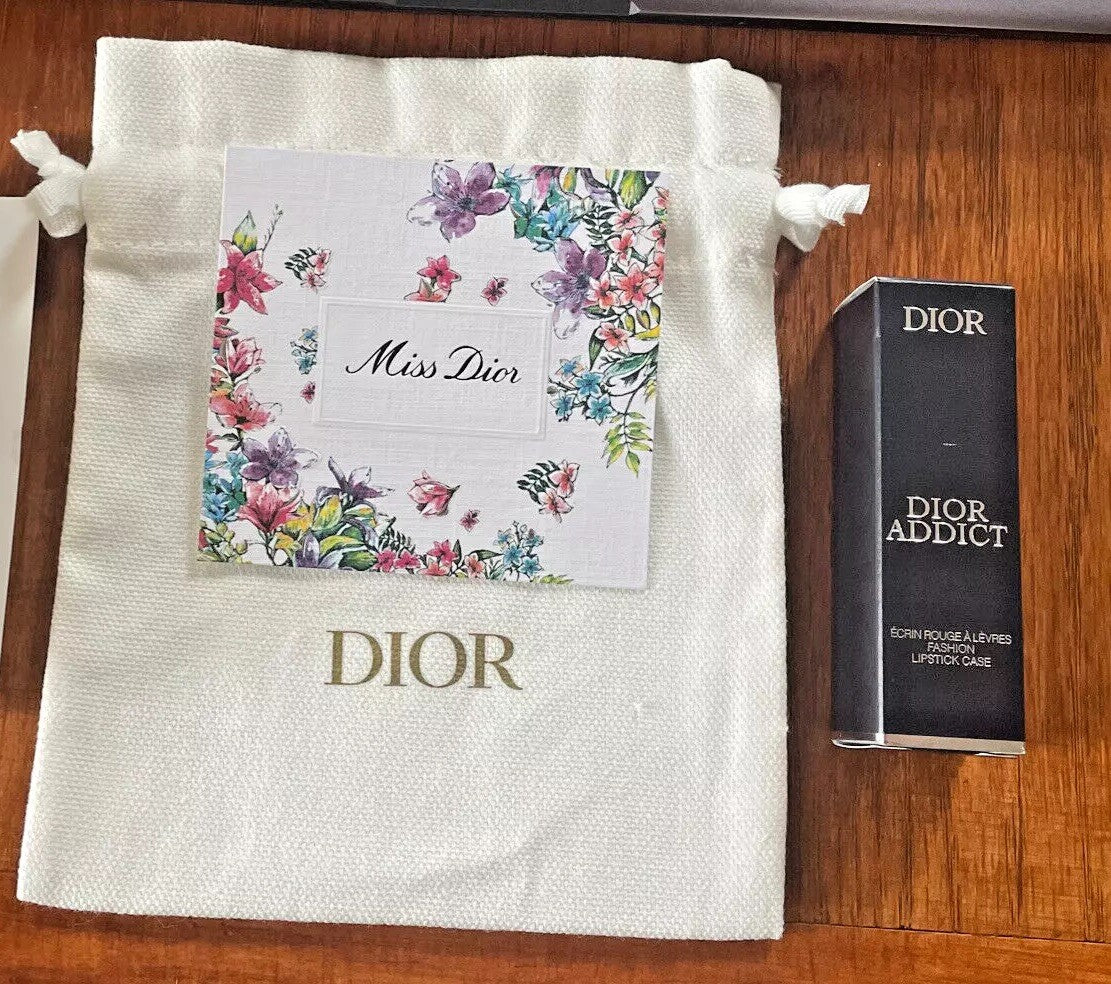 Miss Dior
DIOR
DIOR
DIOR
ADDICT
ÉCRIN ROUGE À LÈVRES
FASHION
LIPSTICK CASE